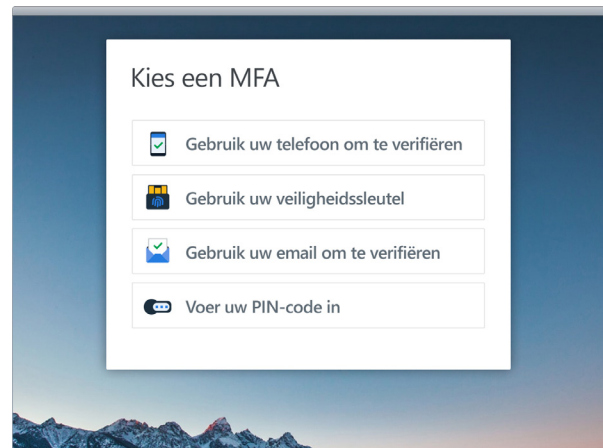 Kies een MFA
Gebruik uw telefoon om te verifiëren
Gebruik uw veiligheidssleutel
Gebruik uw email om te verifiëren
Voer uw PIN-code in